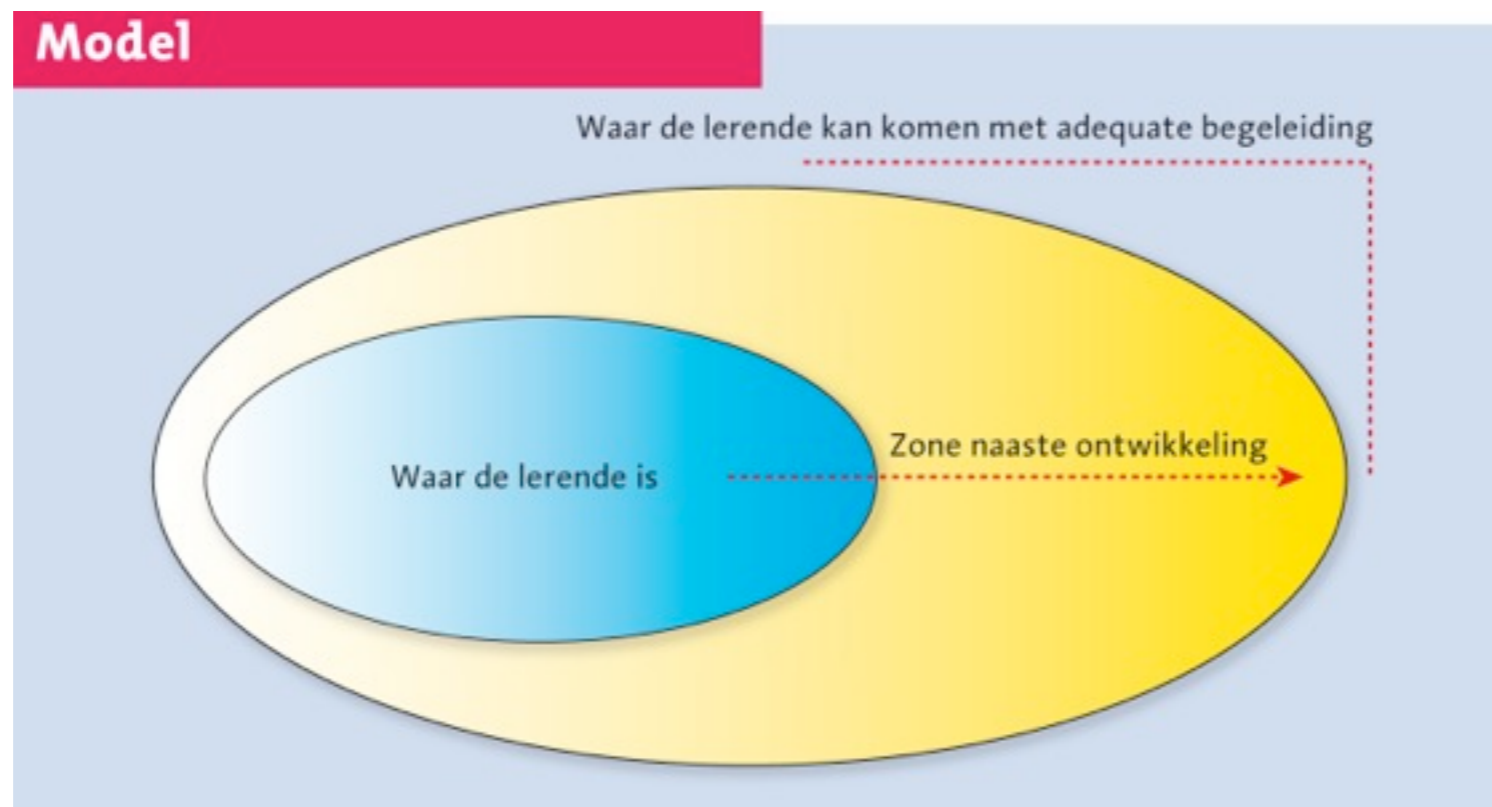 Model
Waar de lerende kan komen met adequate begeleiding
Zone naaste ontwikkeling
Waar de lerende is